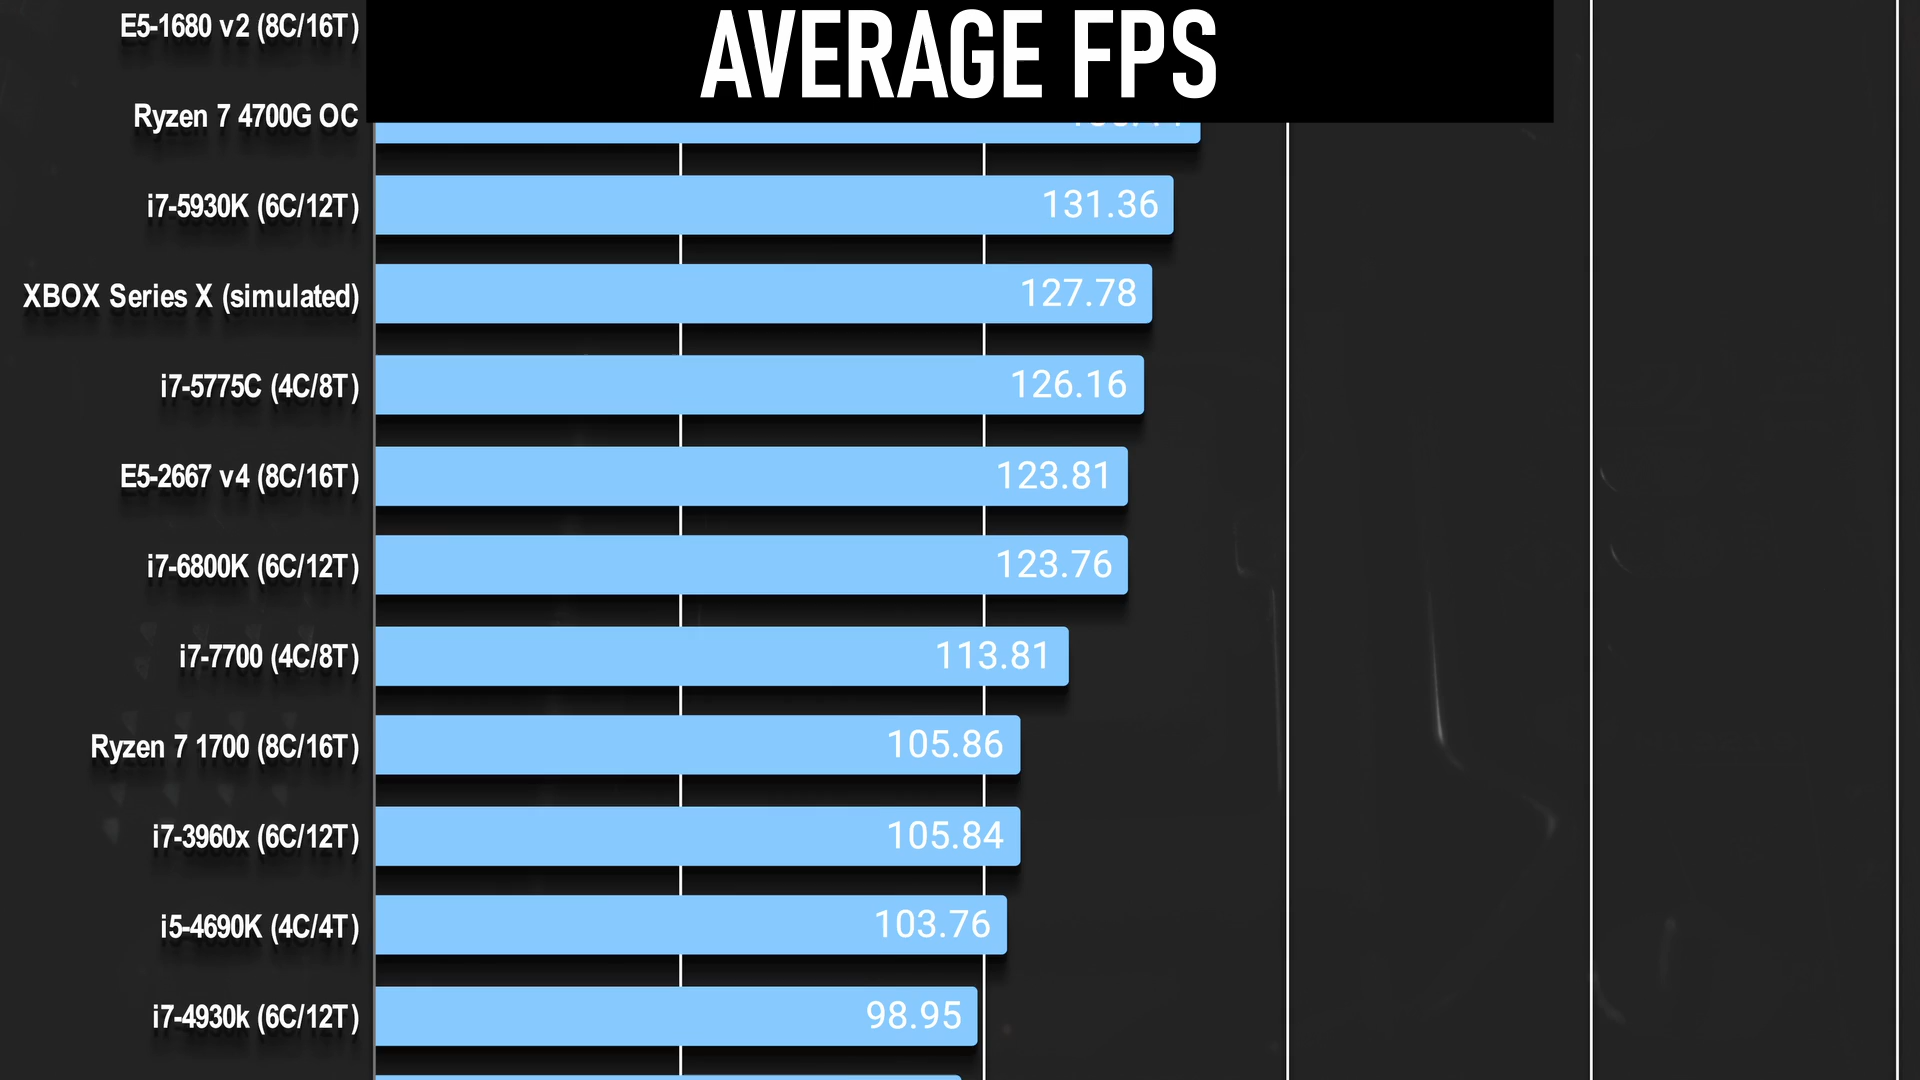 AVERAGE FPS
E5-1680 v2 (8C/16T)
Ryzen 7 4700G OC
i7-5930K (6C/12T) 131.36
XBOX Series X (simulated) 127.78
i7-5775C (4C/8T) 126.16
E5-2667 v4 (8C/16T) 123.81
i7-6800K (6C/12T) 123.76
i7-7700 (4C/8T) 113.81
Ryzen 7 1700 (8C/16T) 105.86
i7-3960x (6C/12T) 105.84
i5-4690K (4C/4T) 103.76
i7-4930k (6C/12T) 98.95